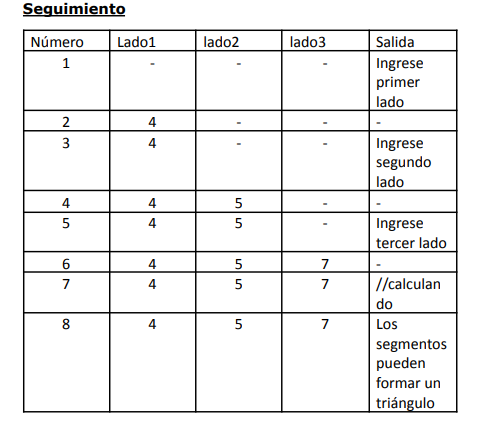 Seguimiento
Número Lado1 lado2 lado3 Salida
1 - - - Ingrese
primer
lado
2 4 - - -
3 4 - - Ingrese
segundo
lado
4 4 5 - -
5 4 5 - Ingrese
tercer lado
6 4 5 7 -
7 4 5 7 //calculan
do
8 4 5 7 Los
segmentos
pueden
formar un
triángulo